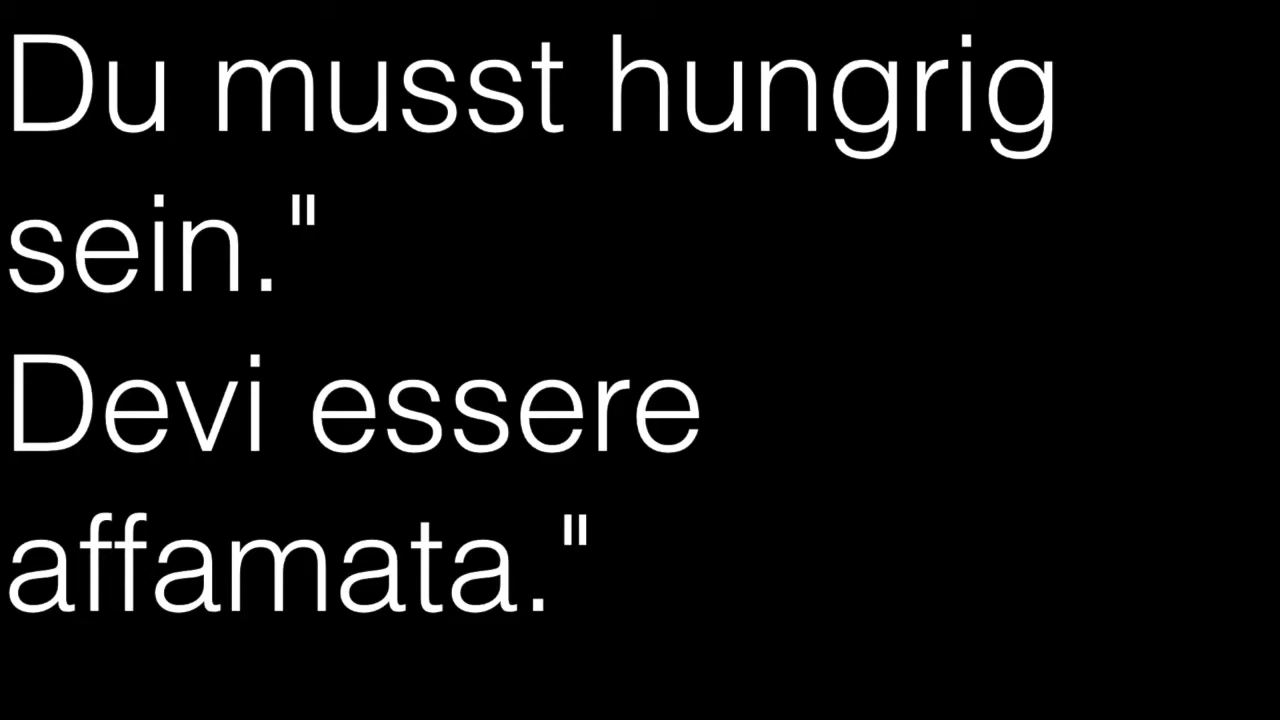 Du musst hungrig
sein."
Devi essere
affamata."